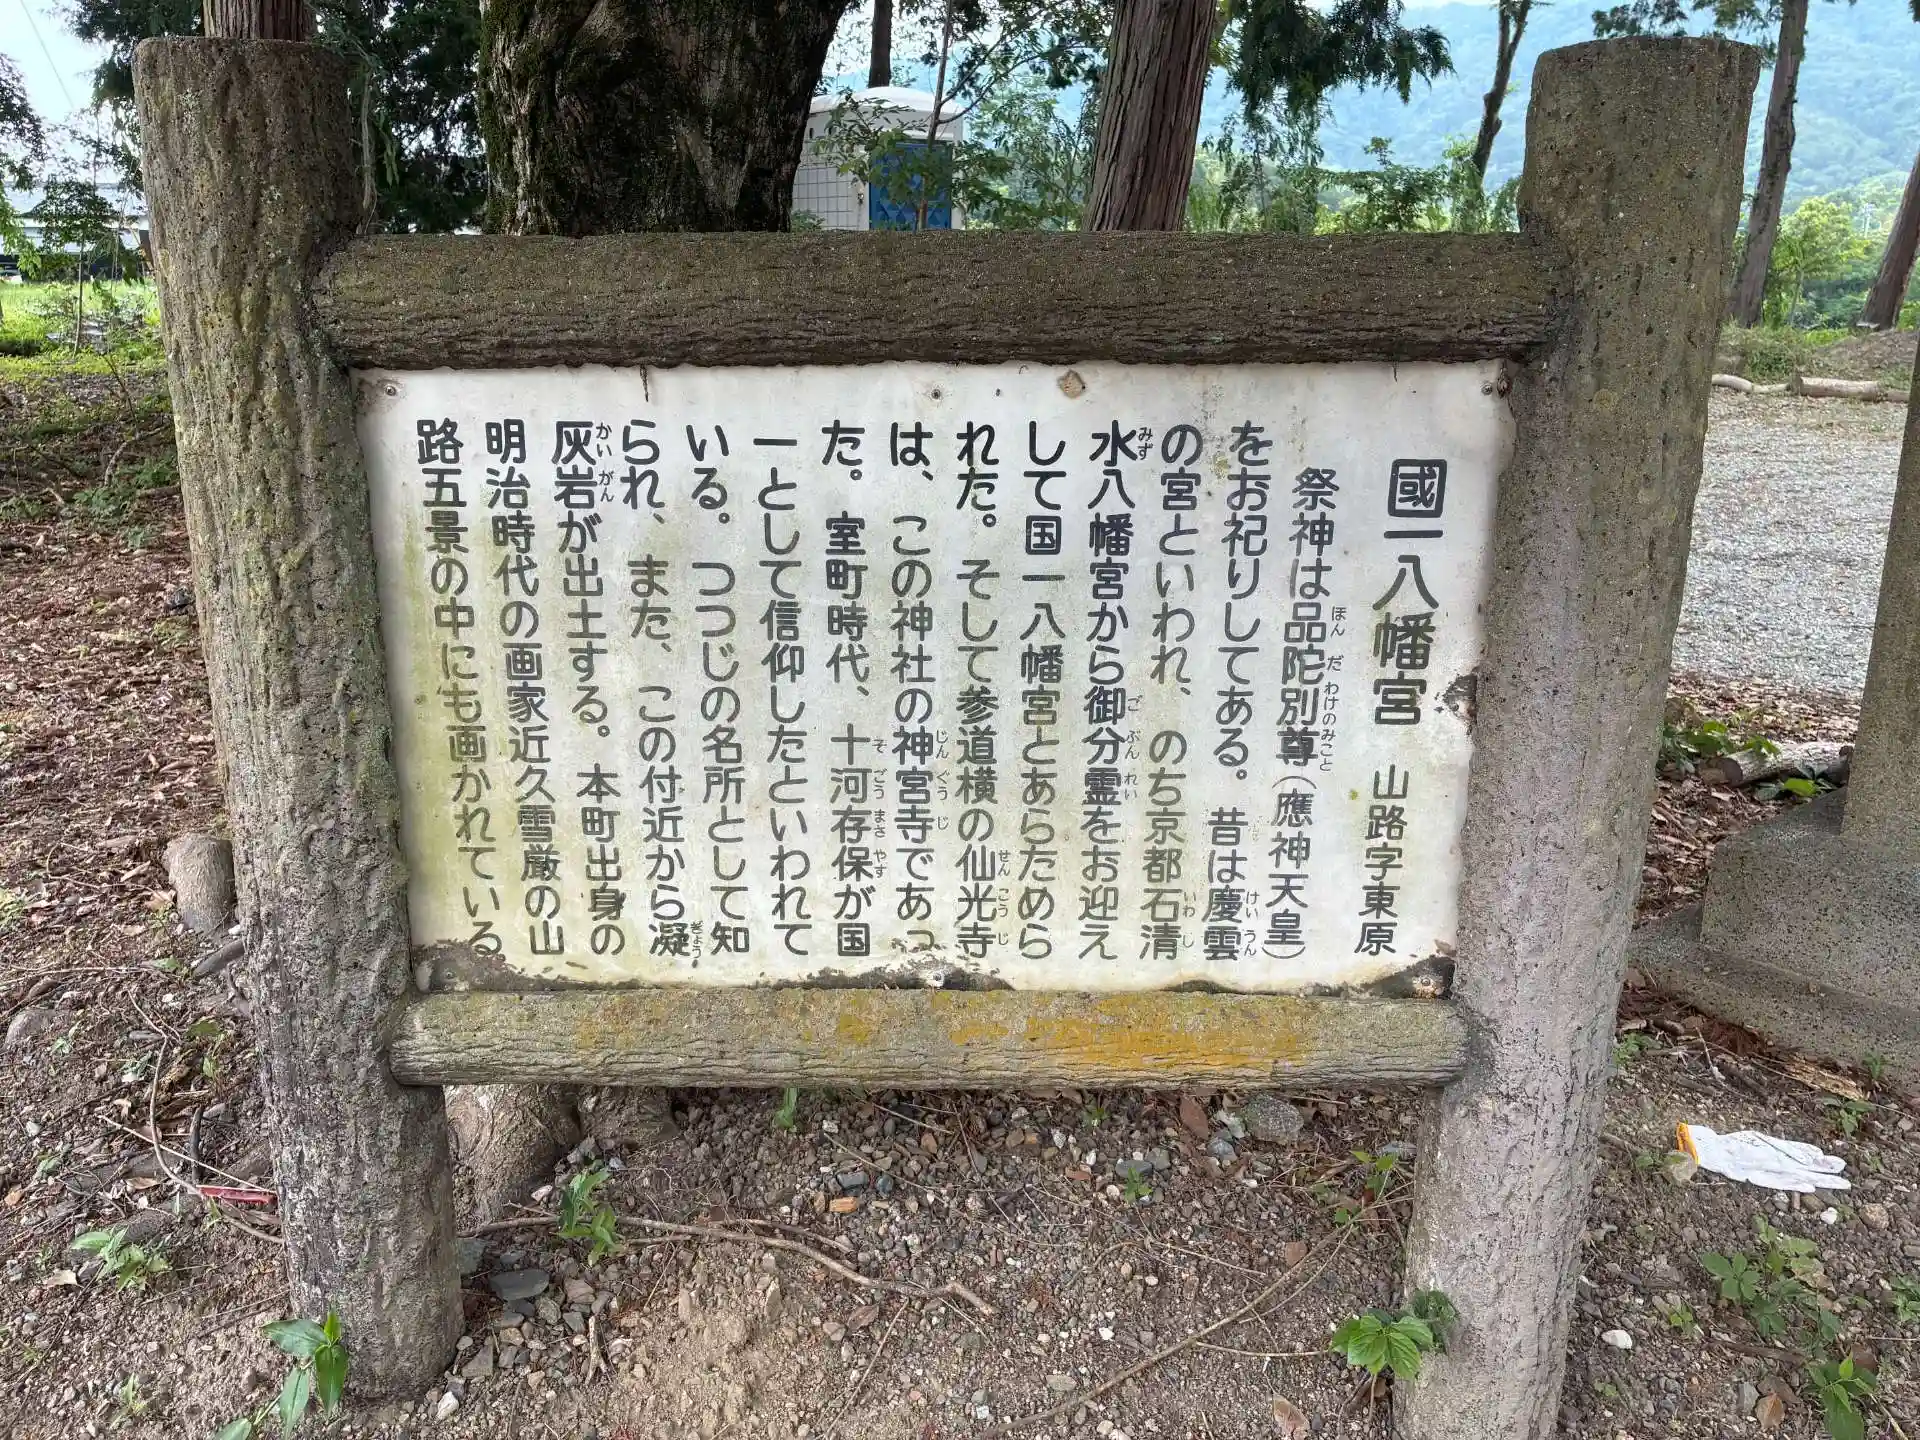 國一八幡宮 山路字東原
祭神は品陀別尊(應神天皇)
をお祀りしてある。昔は慶雲
の宮といわれ、のち京都石清
水八幡宮から御分霊をお迎え
して国一八幡宮とあらためら
れた。そして参道横の仙光寺
は、この神社の神宮寺であっ
た。室町時代、十河存保が国
一として信仰したといわれて
いる。つつじの名所として知
られ、また、この付近から凝
灰岩が出土する。本町出身の
明治時代の画家近久雪厳の山
路五景の中にも画かれている